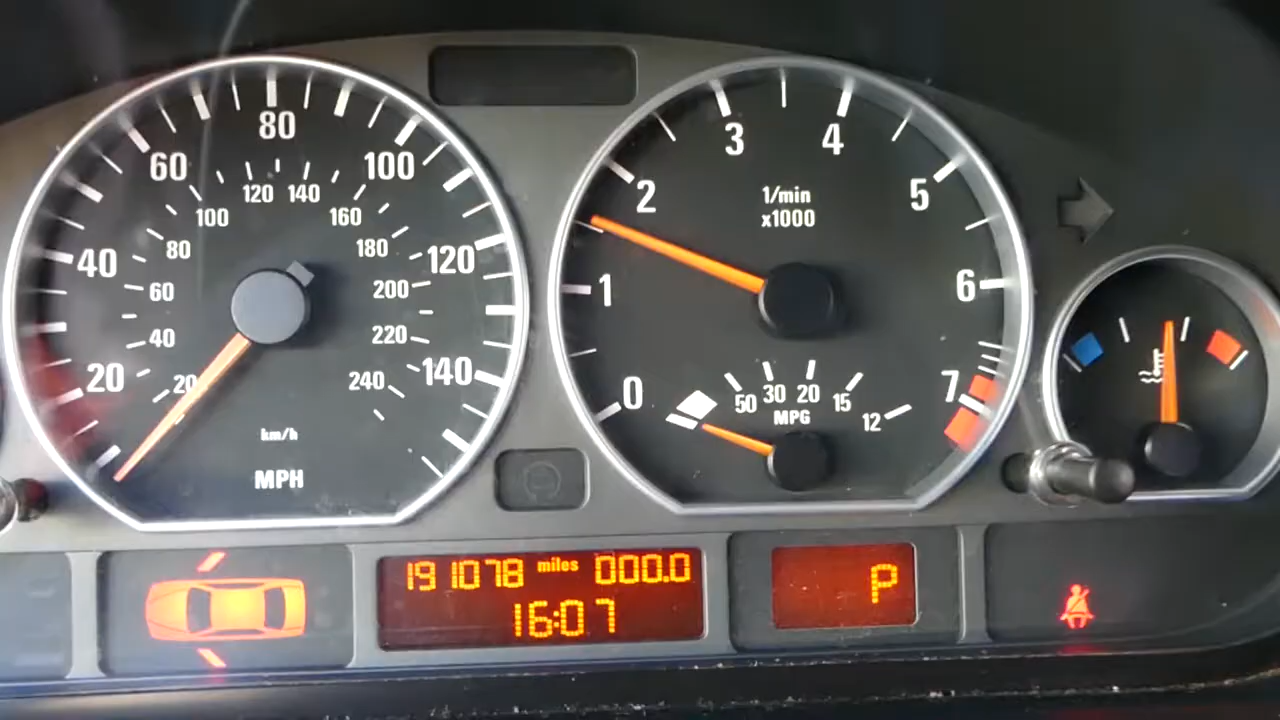 80
60
100
40
120
20
140
120 140
100 160
80 180
60 200
40 220
20 240
km/h
MPH
3 4
2 5
1/min
x1000
1 6
0 7
50 30 20 15 12
MPG
191078 miles 000.0
16:07
P